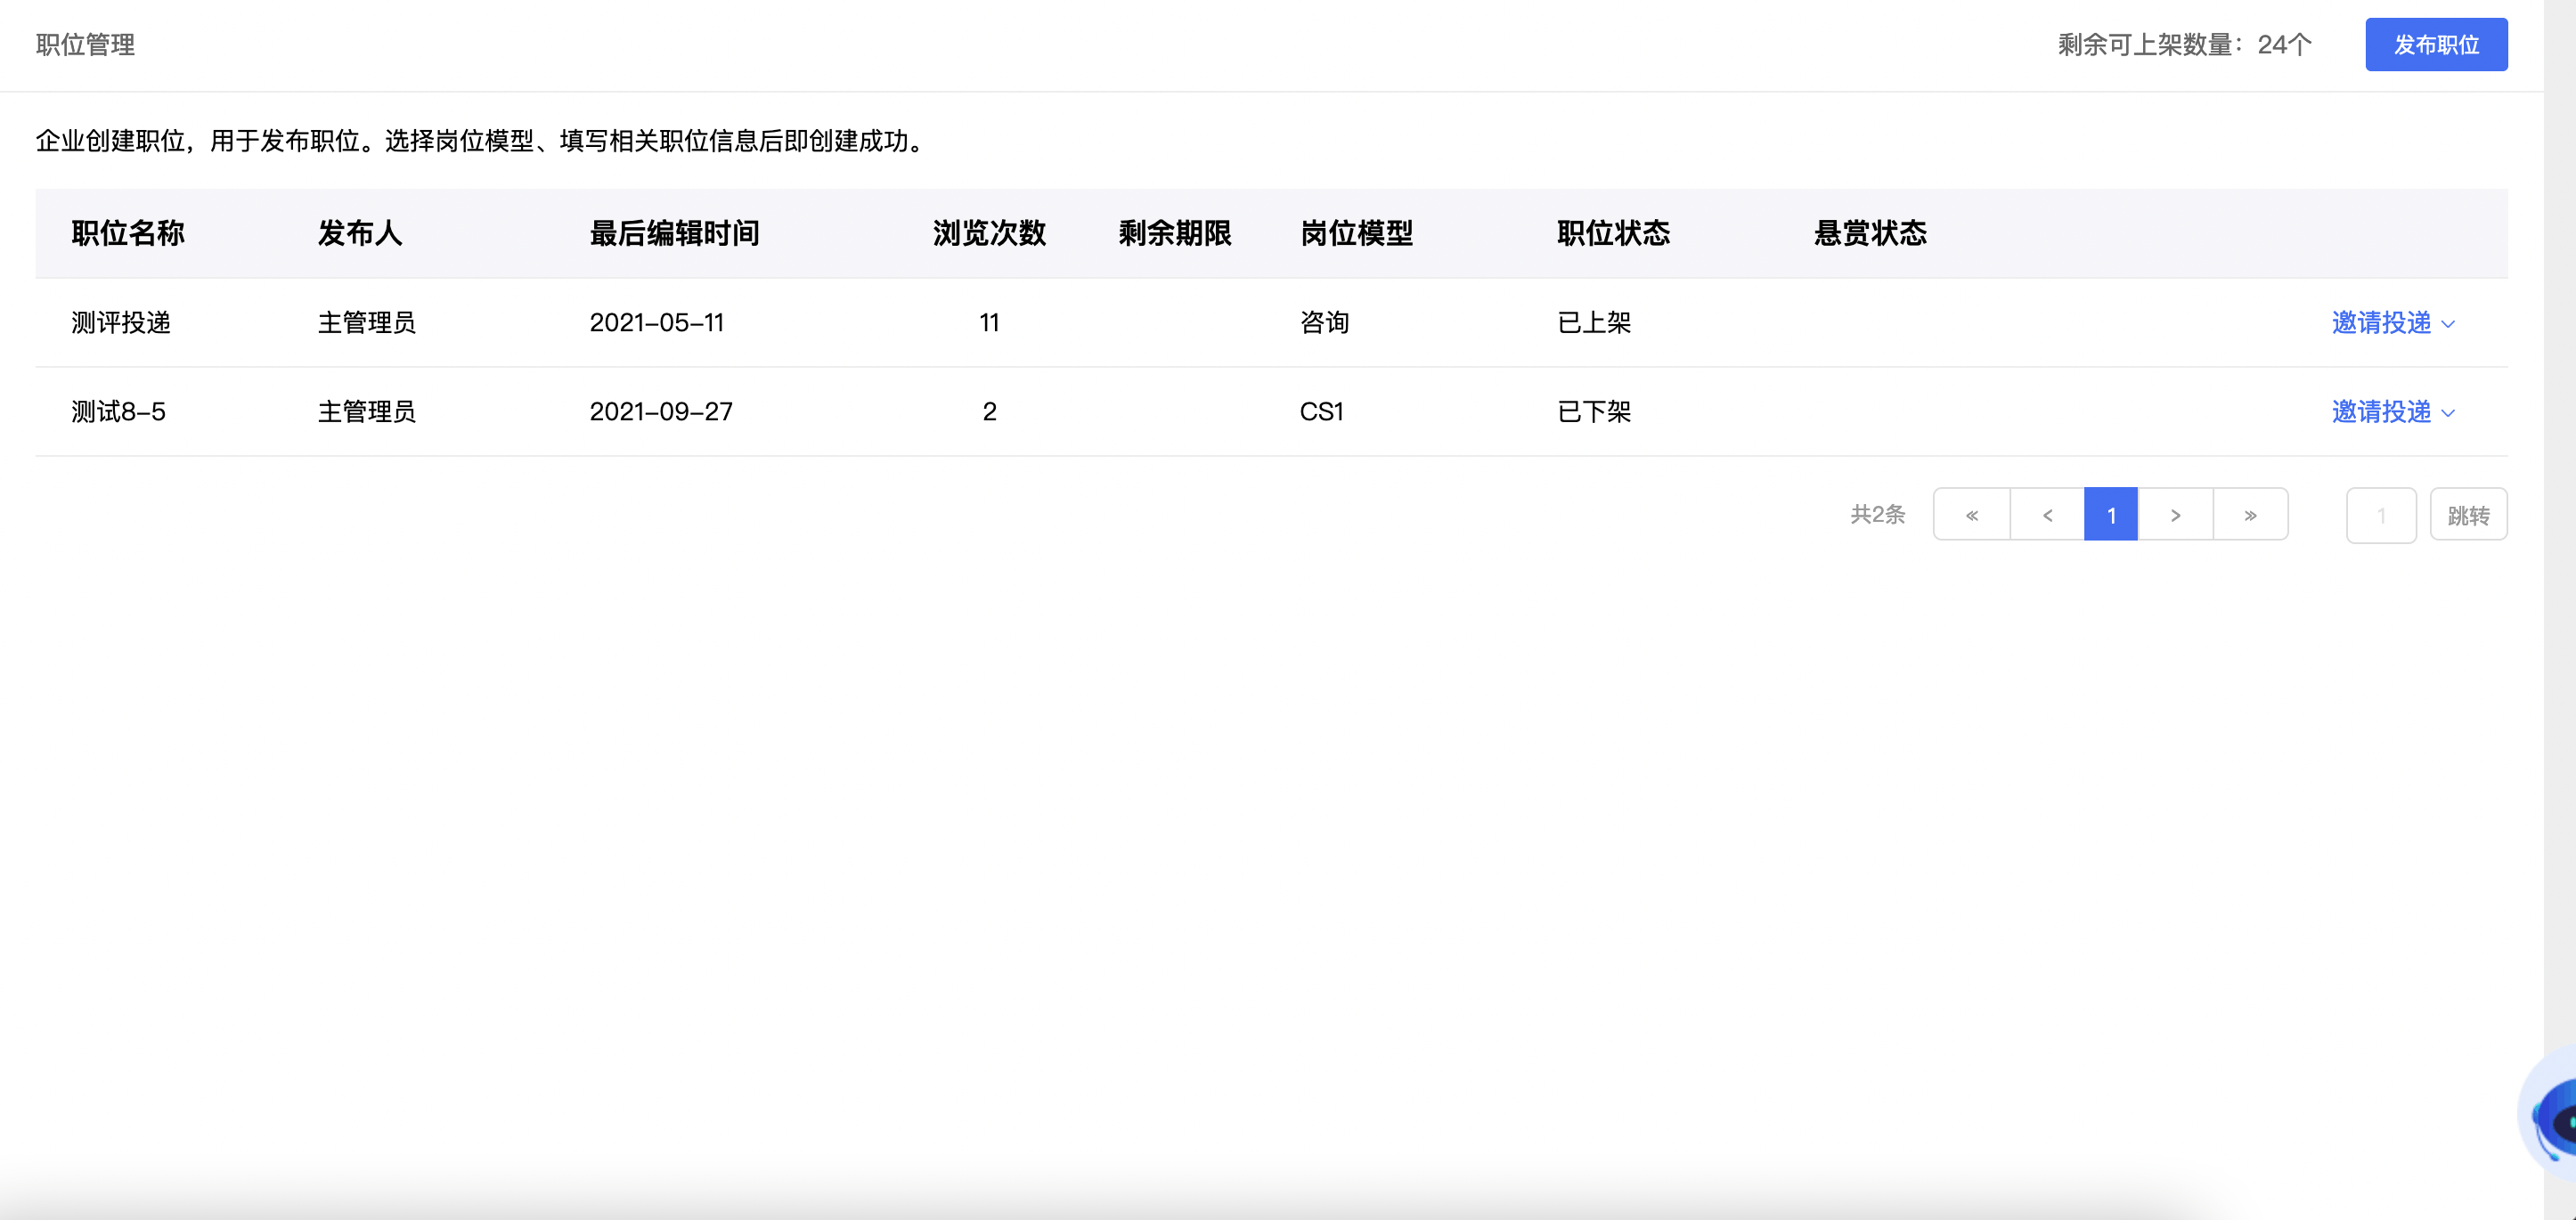 职位管理 剩余可上架数量：24个 发布职位
企业创建职位，用于发布职位。选择岗位模型、填写相关职位信息后即创建成功。
职位名称 发布人 最后编辑时间 浏览次数 剩余期限 岗位模型 职位状态 悬赏状态
测评投递 主管理员 2021-05-11 11 咨询 已上架 邀请投递
测试8-5 主管理员 2021-09-27 2 CS1 已下架 邀请投递
共2条 « < 1 > » 1 跳转